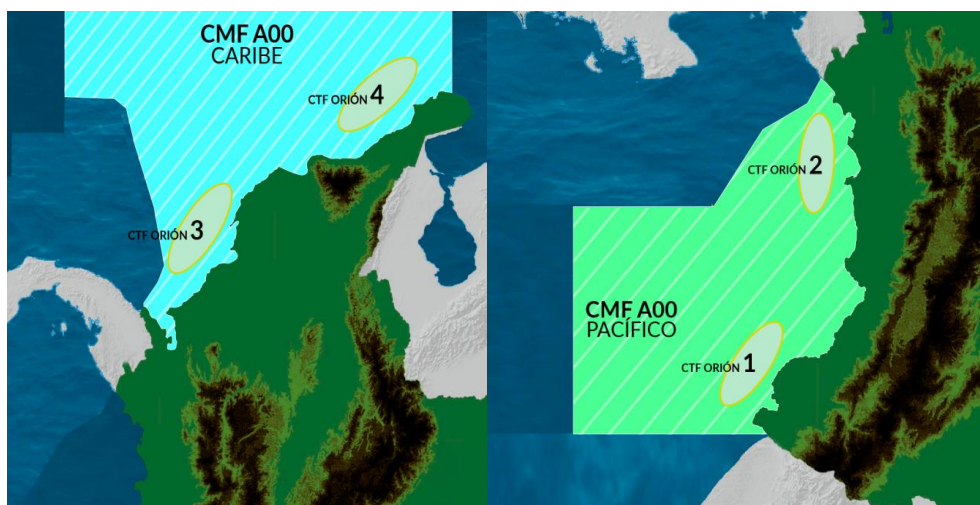 CMF A00
CARIBE
CTF ORIÓN 4
CTF ORIÓN 3
CTF ORIÓN 2
CMF A00
PACÍFICO
CTF ORIÓN 1